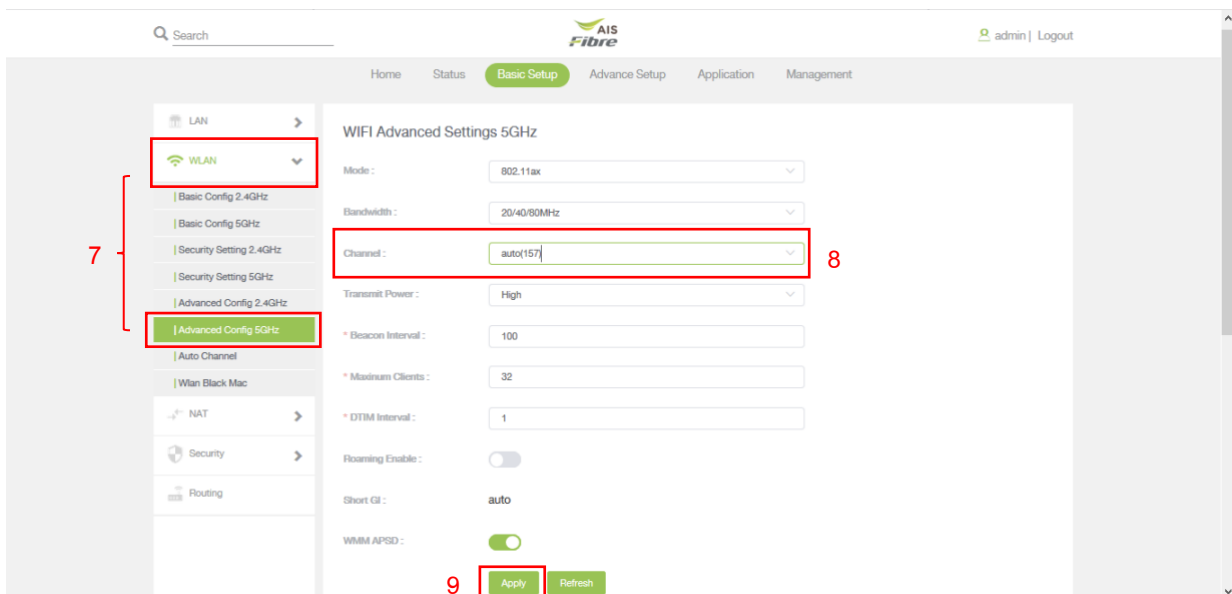 Search
AIS
Fibre
admin | Logout
Home Status Basic Setup Advance Setup Application Management
LAN
WLAN
Basic Config 2.4GHz
Basic Config 5GHz
Security Setting 2.4GHz
Security Setting 5GHz
Advanced Config 2.4GHz
Advanced Config 5GHz
Auto Channel
Wlan Black Mac
NAT
Security
Routing
7
WIFI Advanced Settings 5GHz
Mode : 802.11ax
Bandwidth : 20/40/80MHz
Channel : auto(157)
8
Transmit Power : High
* Beacon Interval : 100
* Maxinum Clients : 32
* DTIM Interval : 1
Roaming Enable :
Short GI : auto
WMM APSD :
9
Apply Refresh